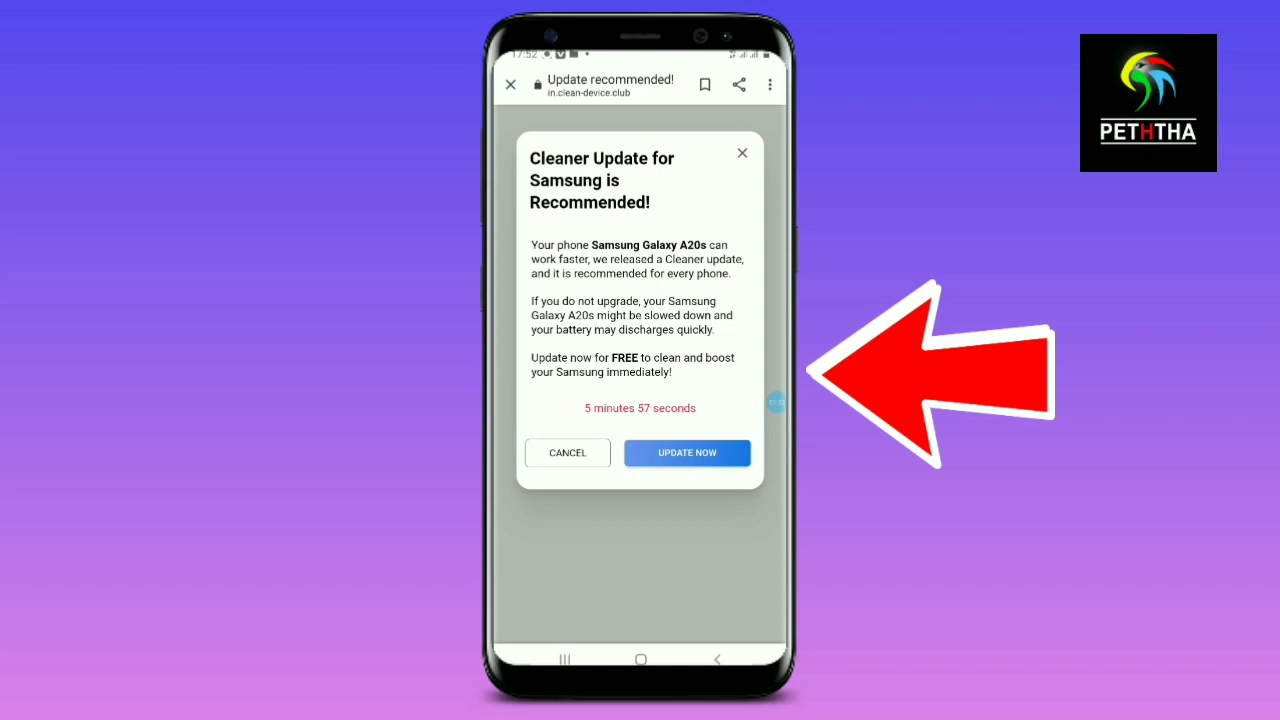 17:52
Update recommended!
in.clean-device.club
PETHTHA
Cleaner Update for
Samsung is
Recommended!
Your phone Samsung Galaxy A20s can
work faster, we released a Cleaner update,
and it is recommended for every phone.
If you do not upgrade, your Samsung
Galaxy A20s might be slowed down and
your battery may discharges quickly.
Update now for FREE to clean and boost
your Samsung immediately!
5 minutes 57 seconds
CANCEL
UPDATE NOW